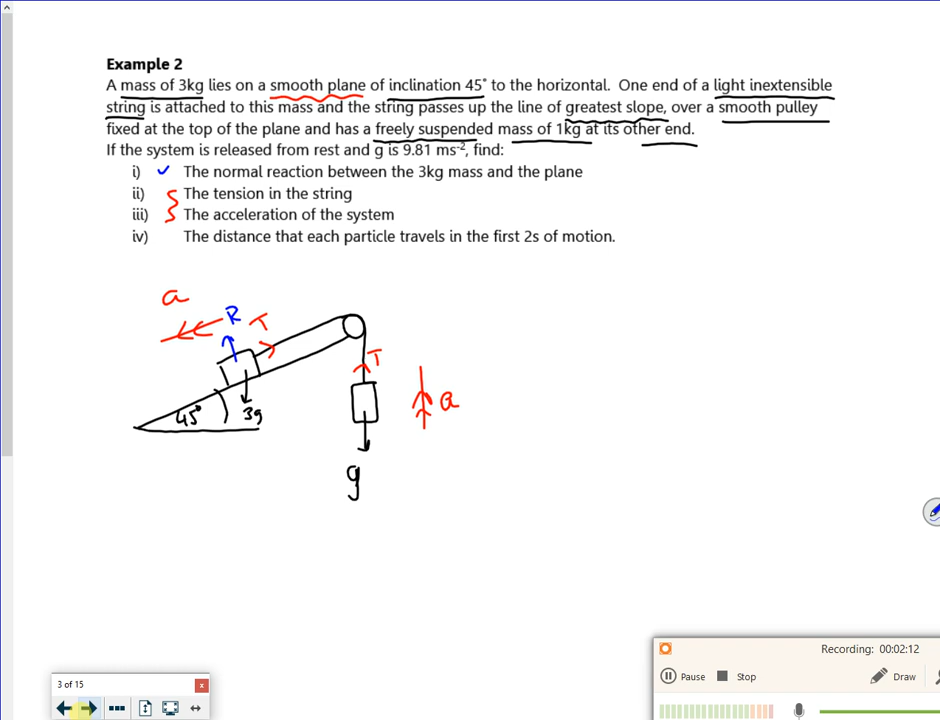 Example 2
A mass of 3kg lies on a smooth plane of inclination 45° to the horizontal. One end of a light inextensible
string is attached to this mass and the string passes up the line of greatest slope, over a smooth pulley
fixed at the top of the plane and has a freely suspended mass of 1kg at its other end.
If the system is released from rest and g is 9.81 ms⁻², find:
i) The normal reaction between the 3kg mass and the plane
ii) The tension in the string
iii) The acceleration of the system
iv) The distance that each particle travels in the first 2s of motion.
a
R
T
T
45°
3g
a
g
Recording: 00:02:12
Pause
Stop
Draw
3 of 15
x